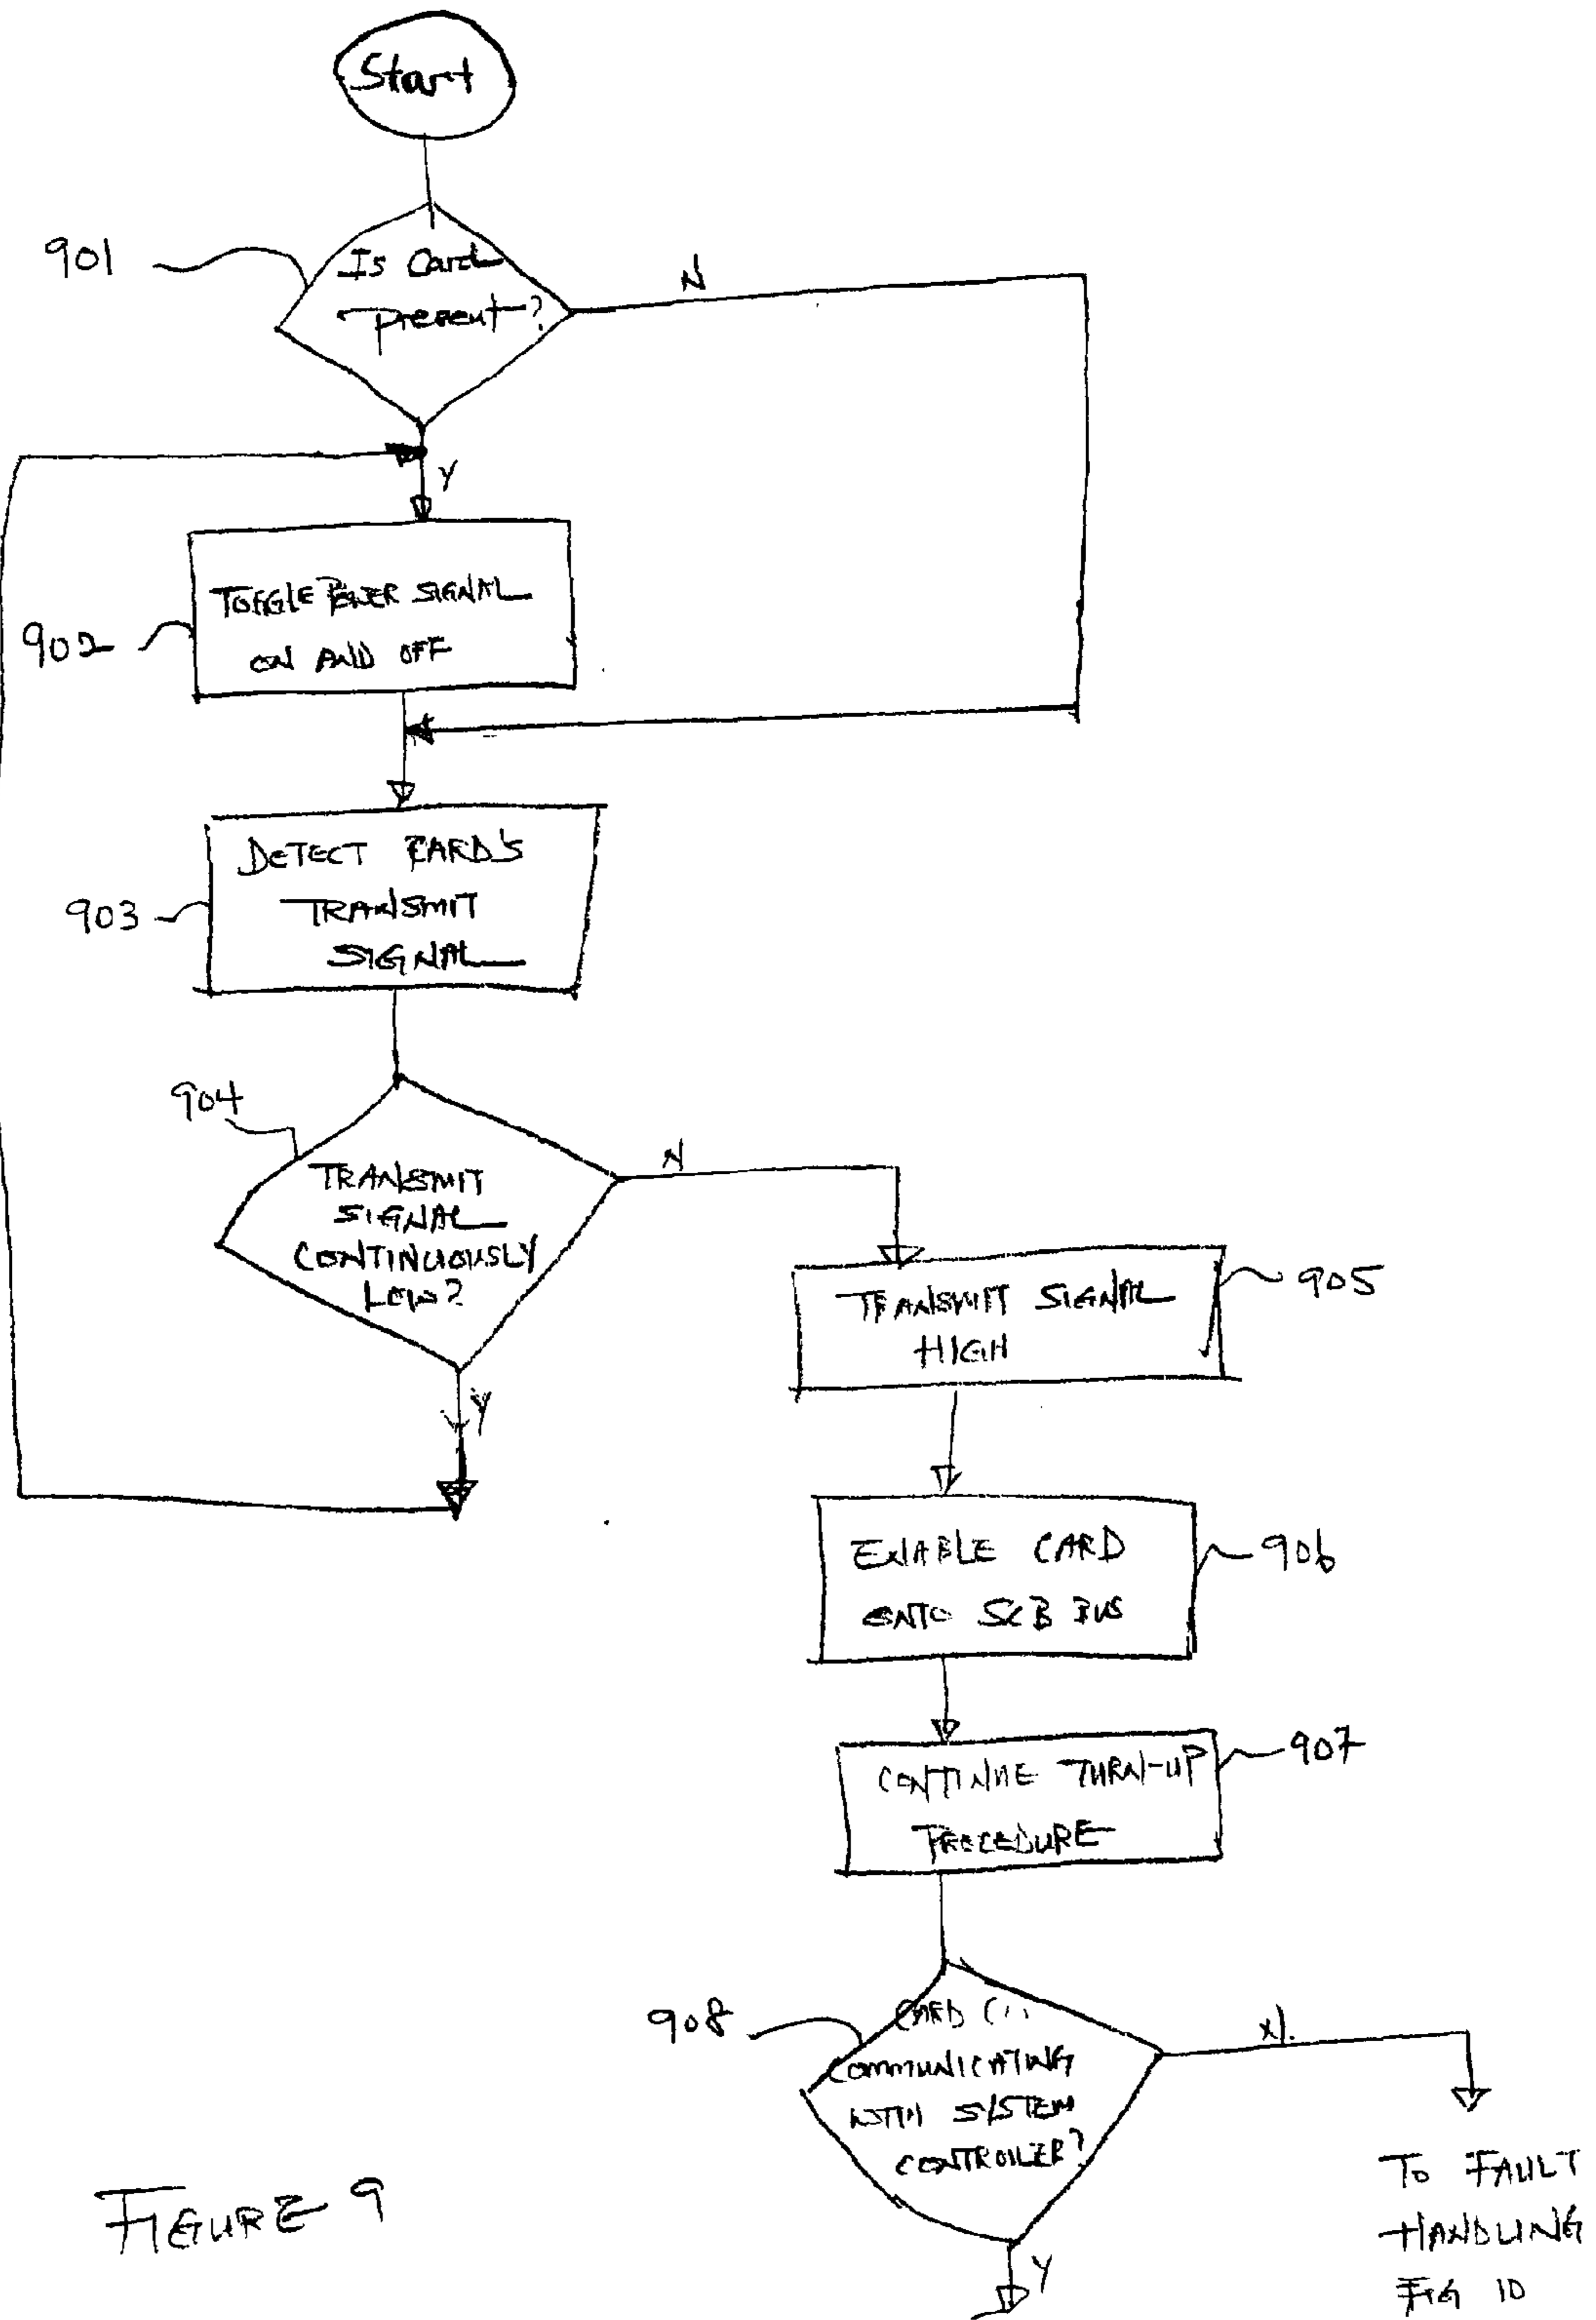 Start
901
Is Card
present?
N
Y
902
TOGGLE POWER SIGNAL
ON AND OFF
903
DETECT CARD'S
TRANSMIT
SIGNAL
904
TRANSMIT
SIGNAL
CONTINUOUSLY
LOW?
N
Y
905
TRANSMIT SIGNAL
HIGH
906
ENABLE CARD
ONTO SCB BUS
907
CONTINUE TURN-UP
PROCEDURE
908
CARD
COMMUNICATING
WITH SYSTEM
CONTROLLER?
N.
Y
TO FAULT
HANDLING
FIG 10
FIGURE 9